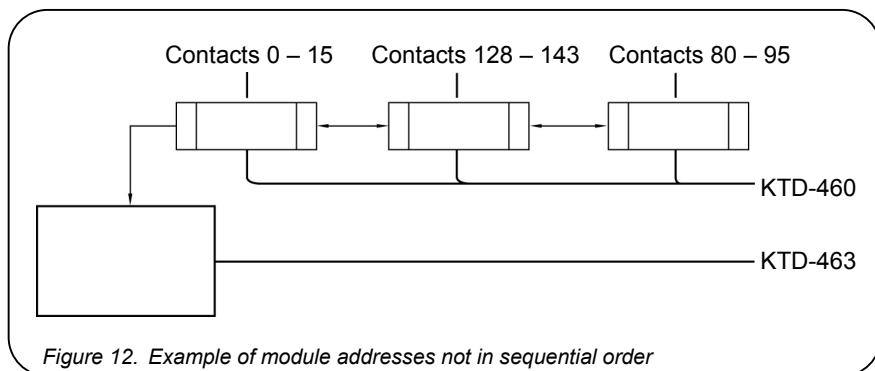 Contacts 0 – 15 Contacts 128 – 143 Contacts 80 – 95
KTD-460
KTD-463
Figure 12. Example of module addresses not in sequential order